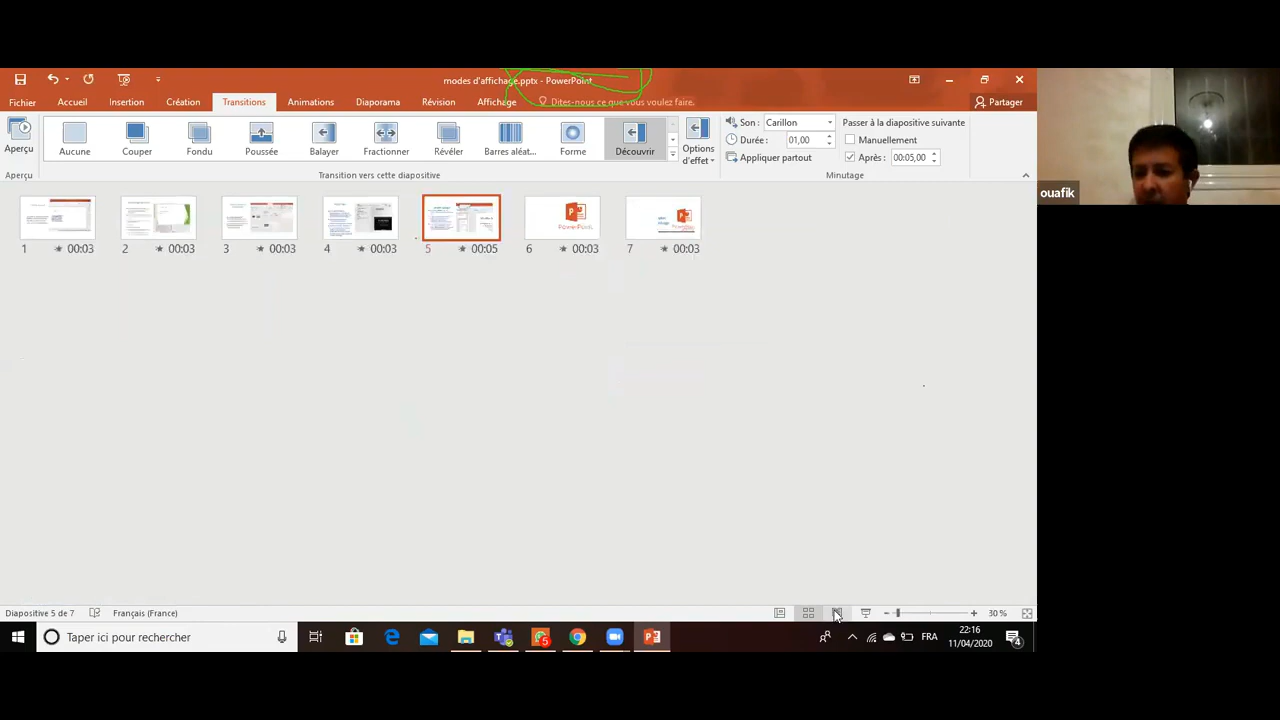 modes d'affichage.pptx - PowerPoint
Fichier Accueil Insertion Création Transitions Animations Diaporama Révision Affichage Dites-nous ce que vous voulez faire. Partager
Aperçu Aucune Couper Fondu Poussée Balayer Fractionner Révéler Barres aléat... Forme Découvrir Options d'effet
Son : Carillon Passer à la diapositive suivante
Durée : 01,00 Manuellement
Appliquer partout Après : 00:05,00
Aperçu Transition vers cette diapositive Minutage
ouafik
PowerPoint
1 00:03 2 00:03 3 00:03 4 00:03 5 00:05 6 00:03 7 00:03
Diapositive 5 de 7 Français (France) 30 %
Taper ici pour rechercher 5 FRA 22:16
11/04/2020 4